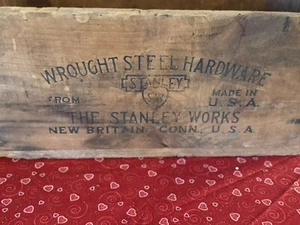 WROUGHT STEEL HARDWARE
STANLEY
FROM
MADE IN
U.S.A.
THE STANLEY WORKS
NEW BRITAIN, CONN., U.S.A.